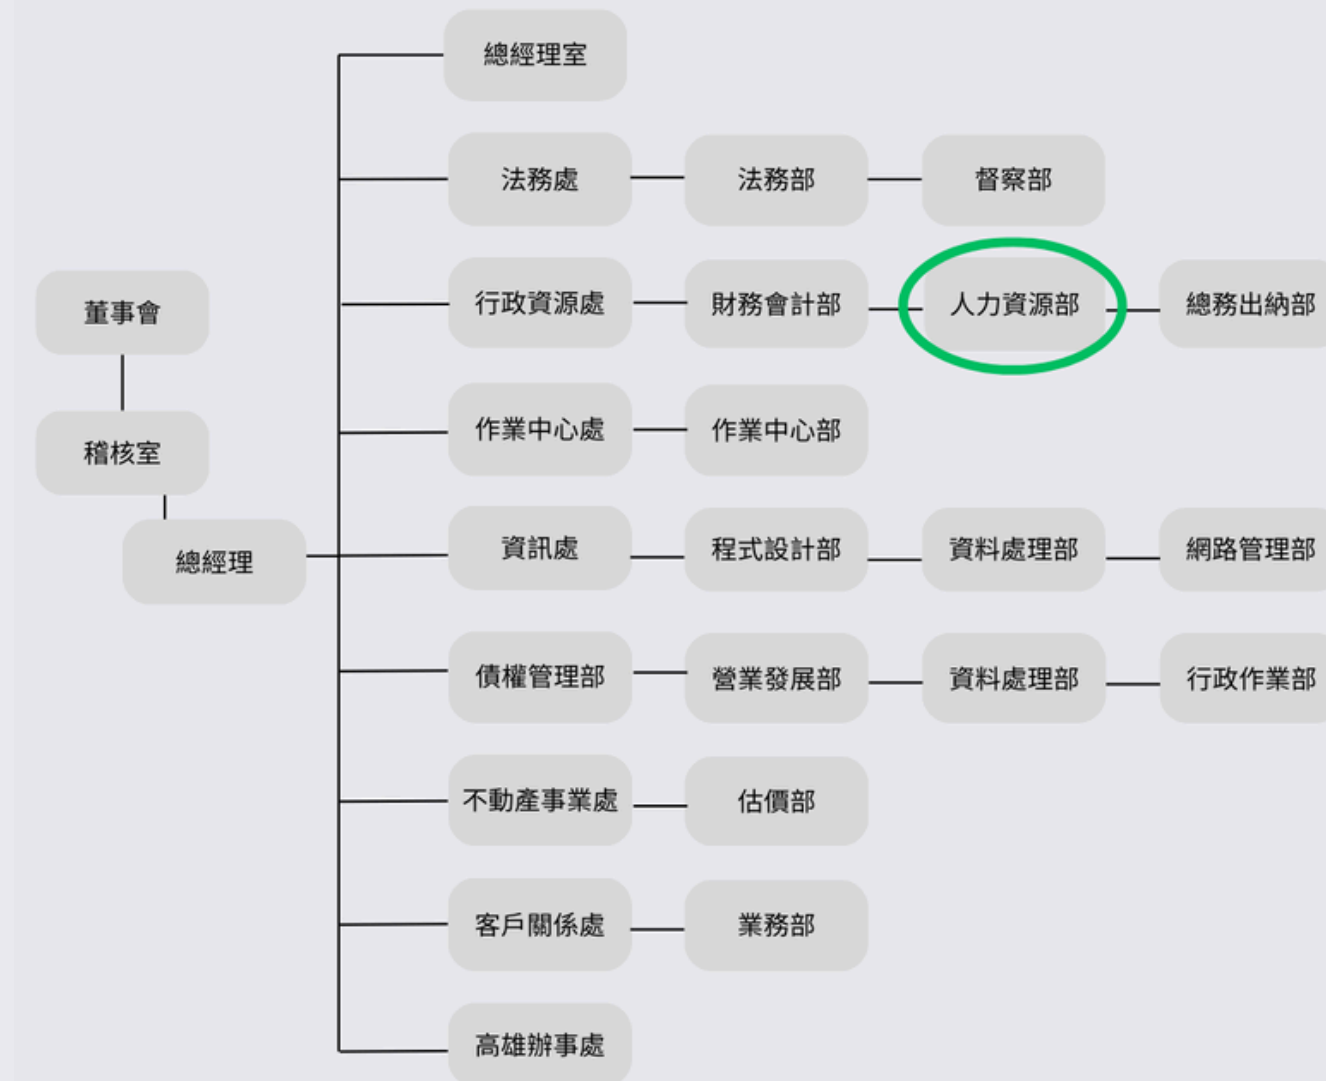 總經理室
法務處
法務部
督察部
行政資源處
財務會計部
人力資源部
總務出納部
董事會
作業中心處
作業中心部
稽核室
總經理
資訊處
程式設計部
資料處理部
網路管理部
債權管理部
營業發展部
資料處理部
行政作業部
不動產事業處
估價部
客戶關係處
業務部
高雄辦事處